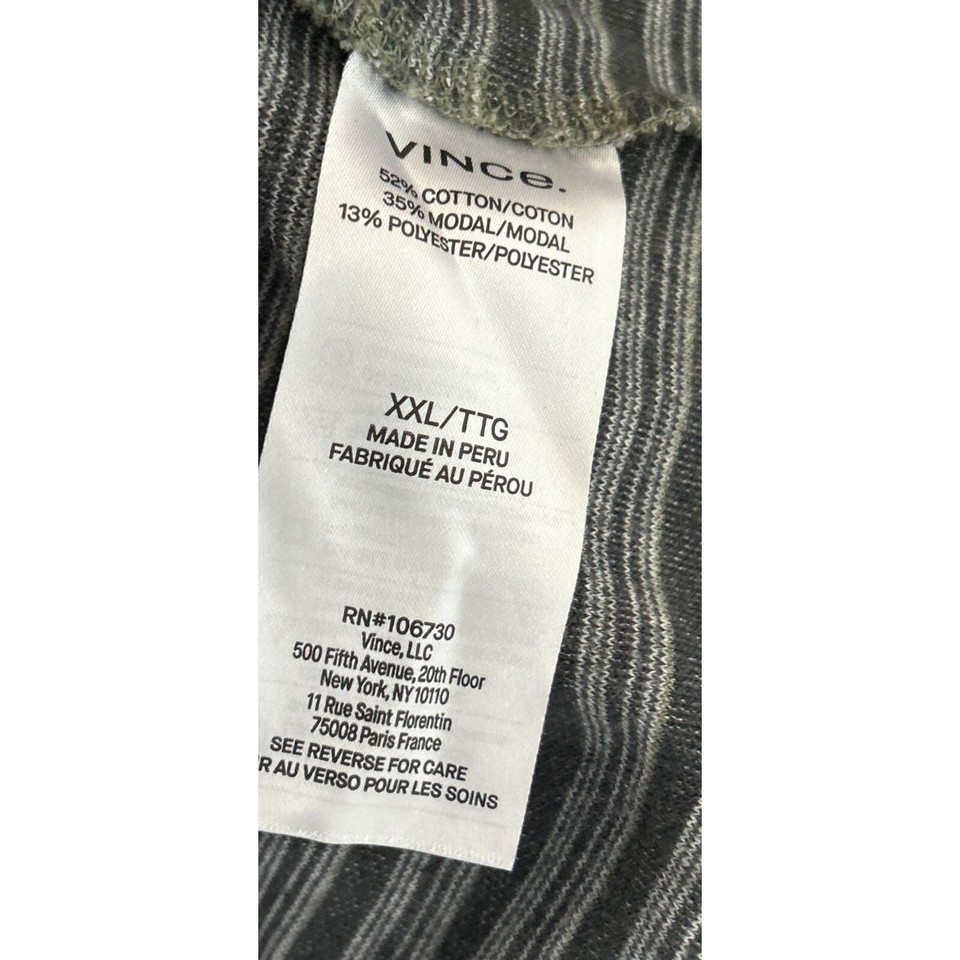 VINCe.
52% COTTON/COTON
35% MODAL/MODAL
13% POLYESTER/POLYESTER
XXL/TTG
MADE IN PERU
FABRIQUÉ AU PÉROU
RN#106730
Vince, LLC
500 Fifth Avenue, 20th Floor
New York, NY 10110
11 Rue Saint Florentin
75008 Paris France
SEE REVERSE FOR CARE
R AU VERSO POUR LES SOINS